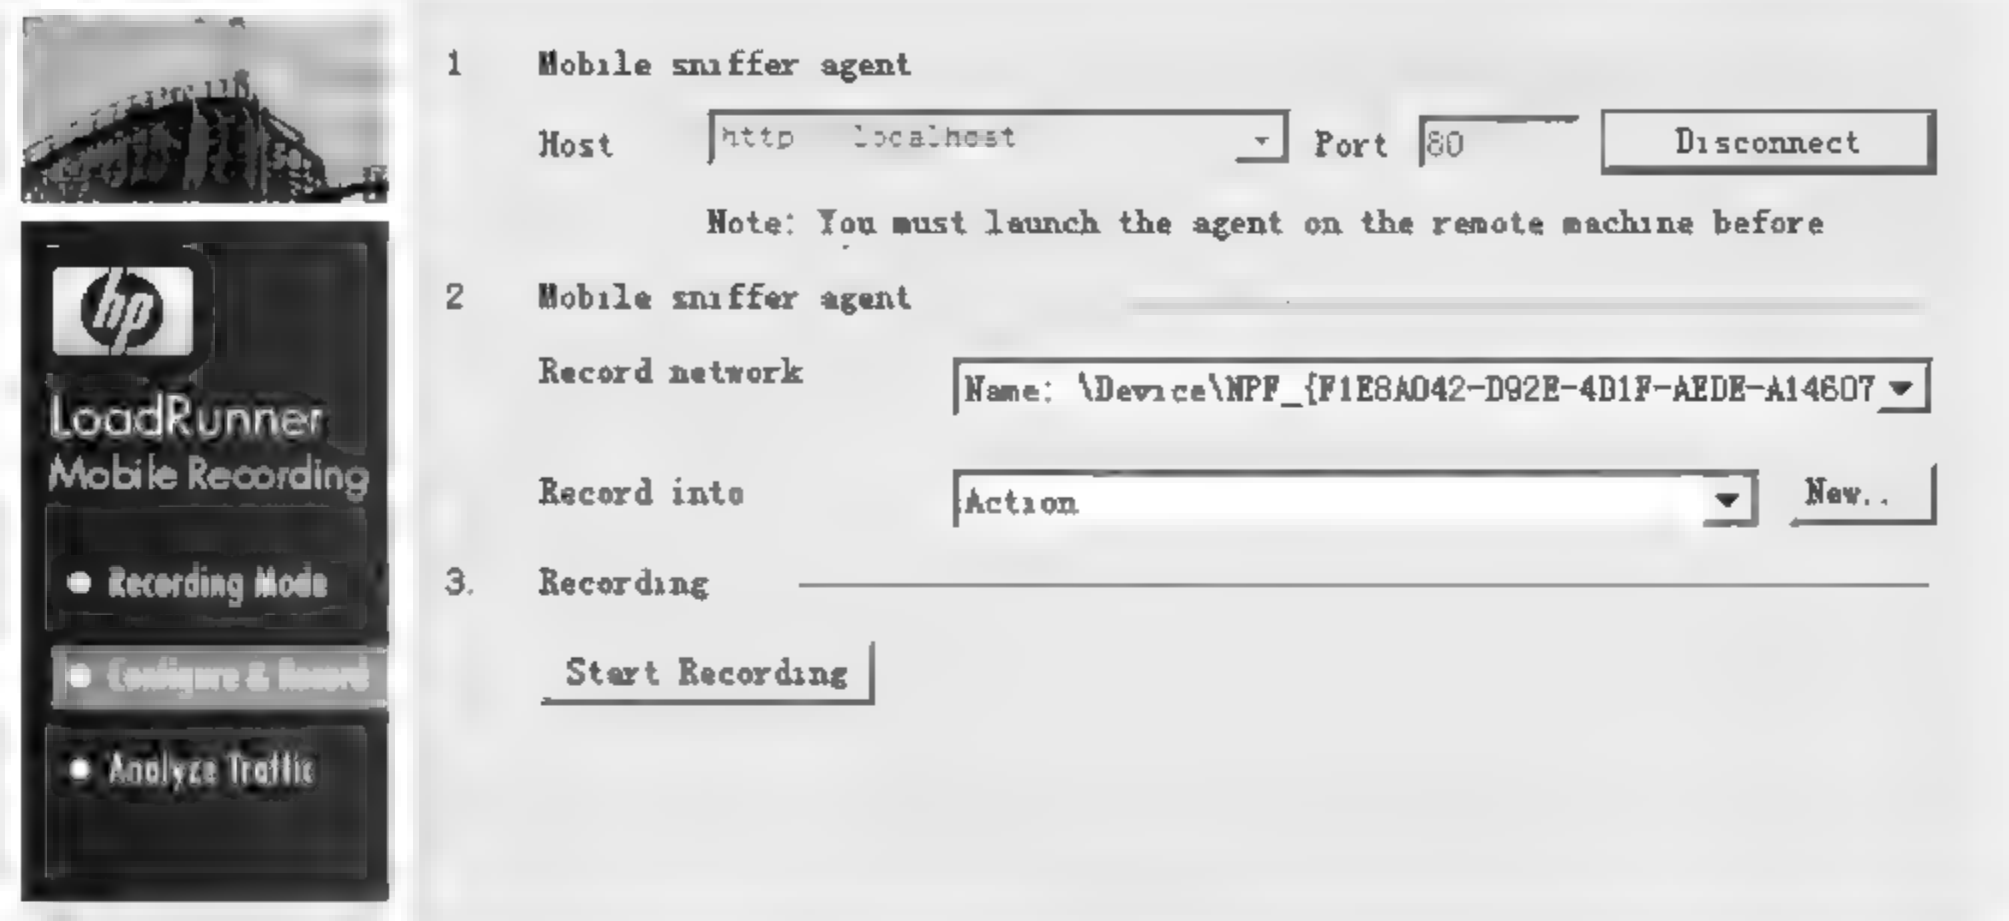 1 Mobile sniffer agent
Host http localhost Port 80 Disconnect
Note: You must launch the agent on the remote machine before
hp
2 Mobile sniffer agent
Record network Name: \Device\NPF_{F1E8A042-D92E-4D1F-AEDE-A14607
LoadRunner
Mobile Recording
Record into Action New..
Recording Mode
3. Recording
Configure & Record
Start Recording
Analyze Traffic